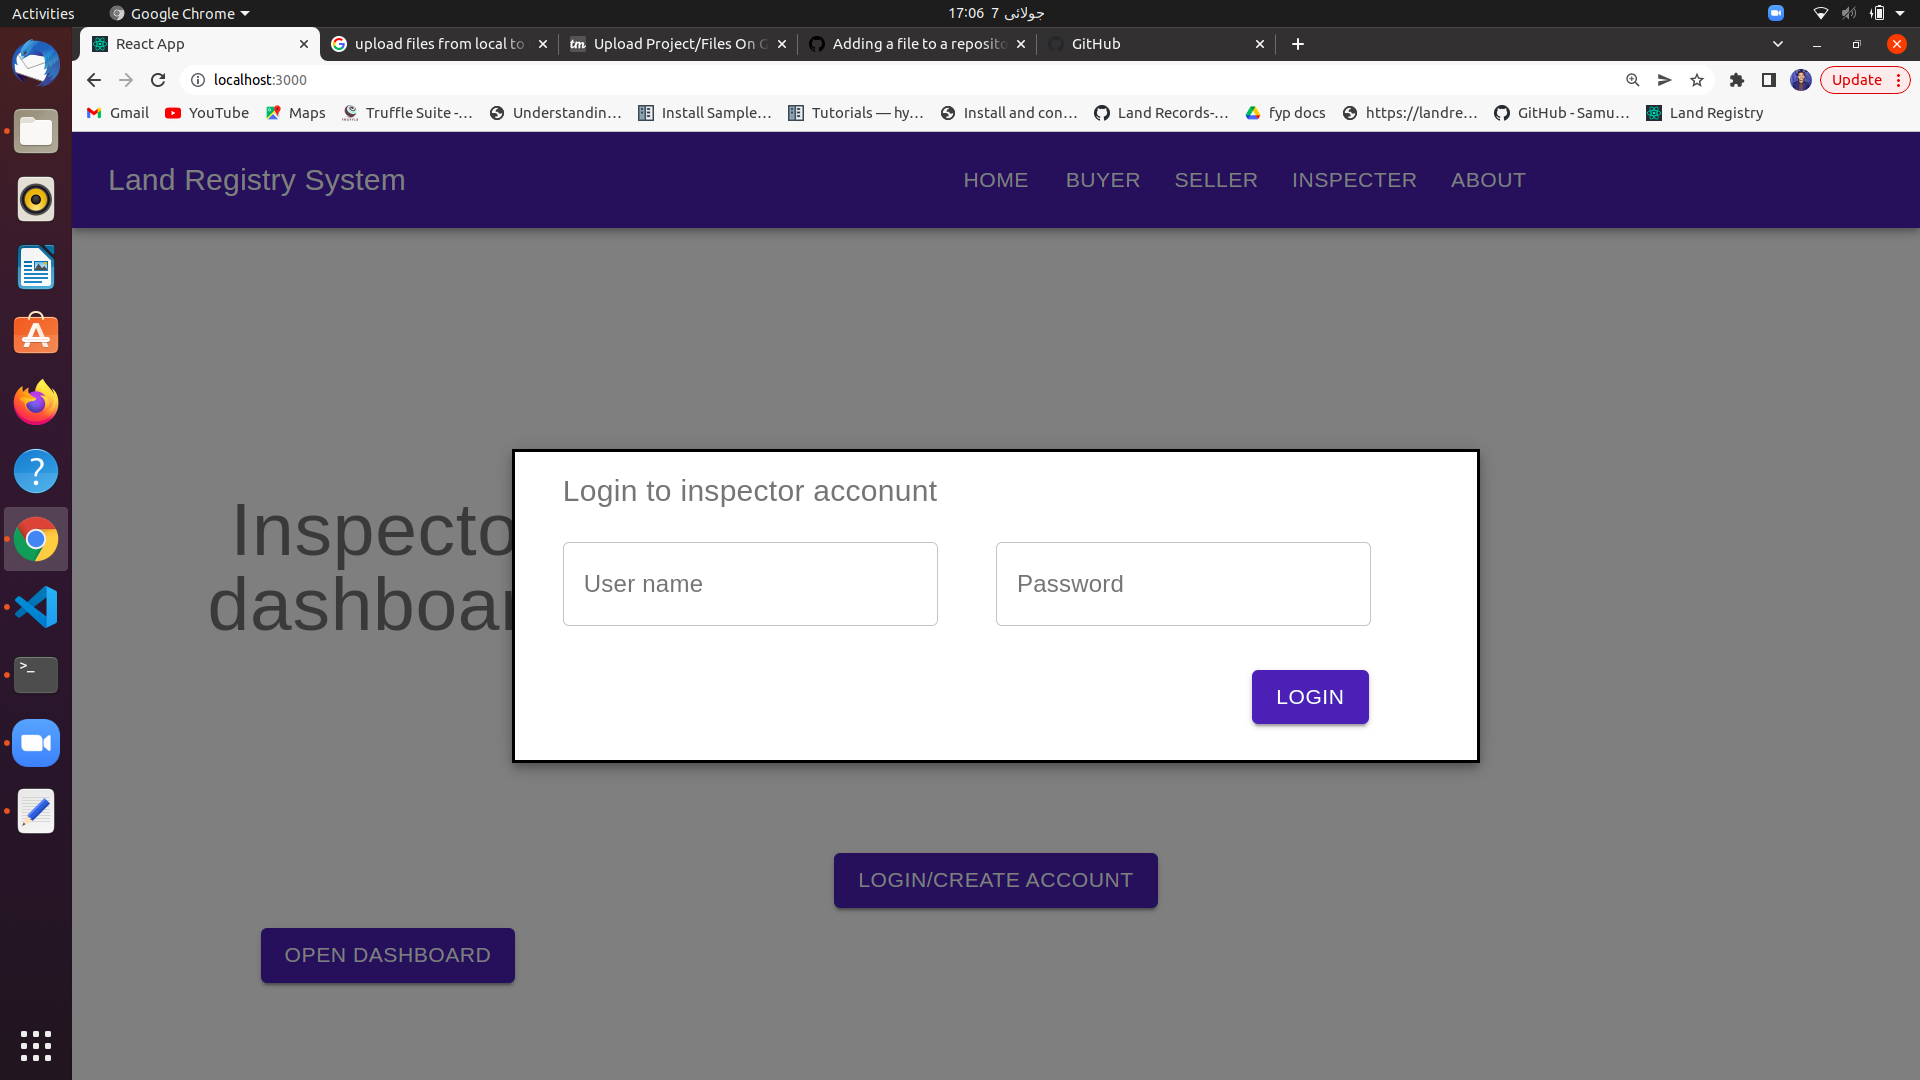 Activities
Google Chrome
17:06 7 جولائی
React App
upload files from local to
Upload Project/Files On G
Adding a file to a reposito
GitHub
localhost:3000
Update
Gmail
YouTube
Maps
Truffle Suite -...
Understandin...
Install Sample...
Tutorials — hy...
Install and con...
Land Records-...
fyp docs
https://landre...
GitHub - Samu...
Land Registry
Land Registry System
HOME
BUYER
SELLER
INSPECTER
ABOUT
Inspecto
dashboar
Login to inspector acconunt
User name
Password
LOGIN
LOGIN/CREATE ACCOUNT
OPEN DASHBOARD